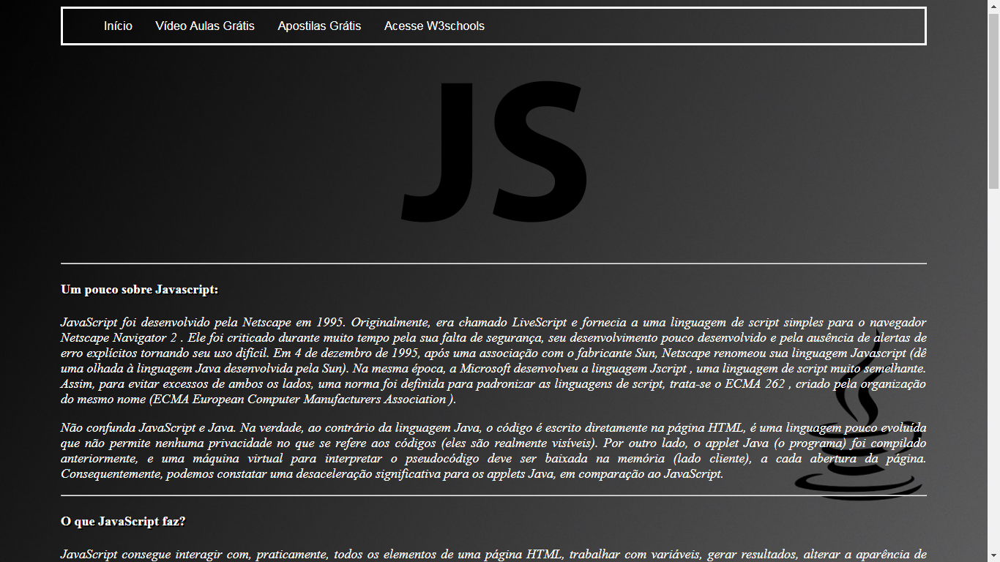 Início Vídeo Aulas Grátis Apostilas Grátis Acesse W3schools
JS
Um pouco sobre Javascript:
JavaScript foi desenvolvido pela Netscape em 1995. Originalmente, era chamado LiveScript e fornecia a uma linguagem de script simples para o navegador
Netscape Navigator 2 . Ele foi criticado durante muito tempo pela sua falta de segurança, seu desenvolvimento pouco desenvolvido e pela ausência de alertas de
erro explícitos tornando seu uso difícil. Em 4 de dezembro de 1995, após uma associação com o fabricante Sun, Netscape renomeou sua linguagem Javascript (dê
uma olhada à linguagem Java desenvolvida pela Sun). Na mesma época, a Microsoft desenvolveu a linguagem Jscript , uma linguagem de script muito semelhante.
Assim, para evitar excessos de ambos os lados, uma norma foi definida para padronizar as linguagens de script, trata-se o ECMA 262 , criado pela organização
do mesmo nome (ECMA European Computer Manufacturers Association ).
Não confunda JavaScript e Java. Na verdade, ao contrário da linguagem Java, o código é escrito diretamente na página HTML, é uma linguagem pouco evoluída
que não permite nenhuma privacidade no que se refere aos códigos (eles são realmente visíveis). Por outro lado, o applet Java (o programa) foi compilado
anteriormente, e uma máquina virtual para interpretar o pseudocódigo deve ser baixada na memória (lado cliente), a cada abertura da página.
Consequentemente, podemos constatar uma desaceleração significativa para os applets Java, em comparação ao JavaScript.
O que JavaScript faz?
JavaScript consegue interagir com, praticamente, todos os elementos de uma página HTML, trabalhar com variáveis, gerar resultados, alterar a aparência de